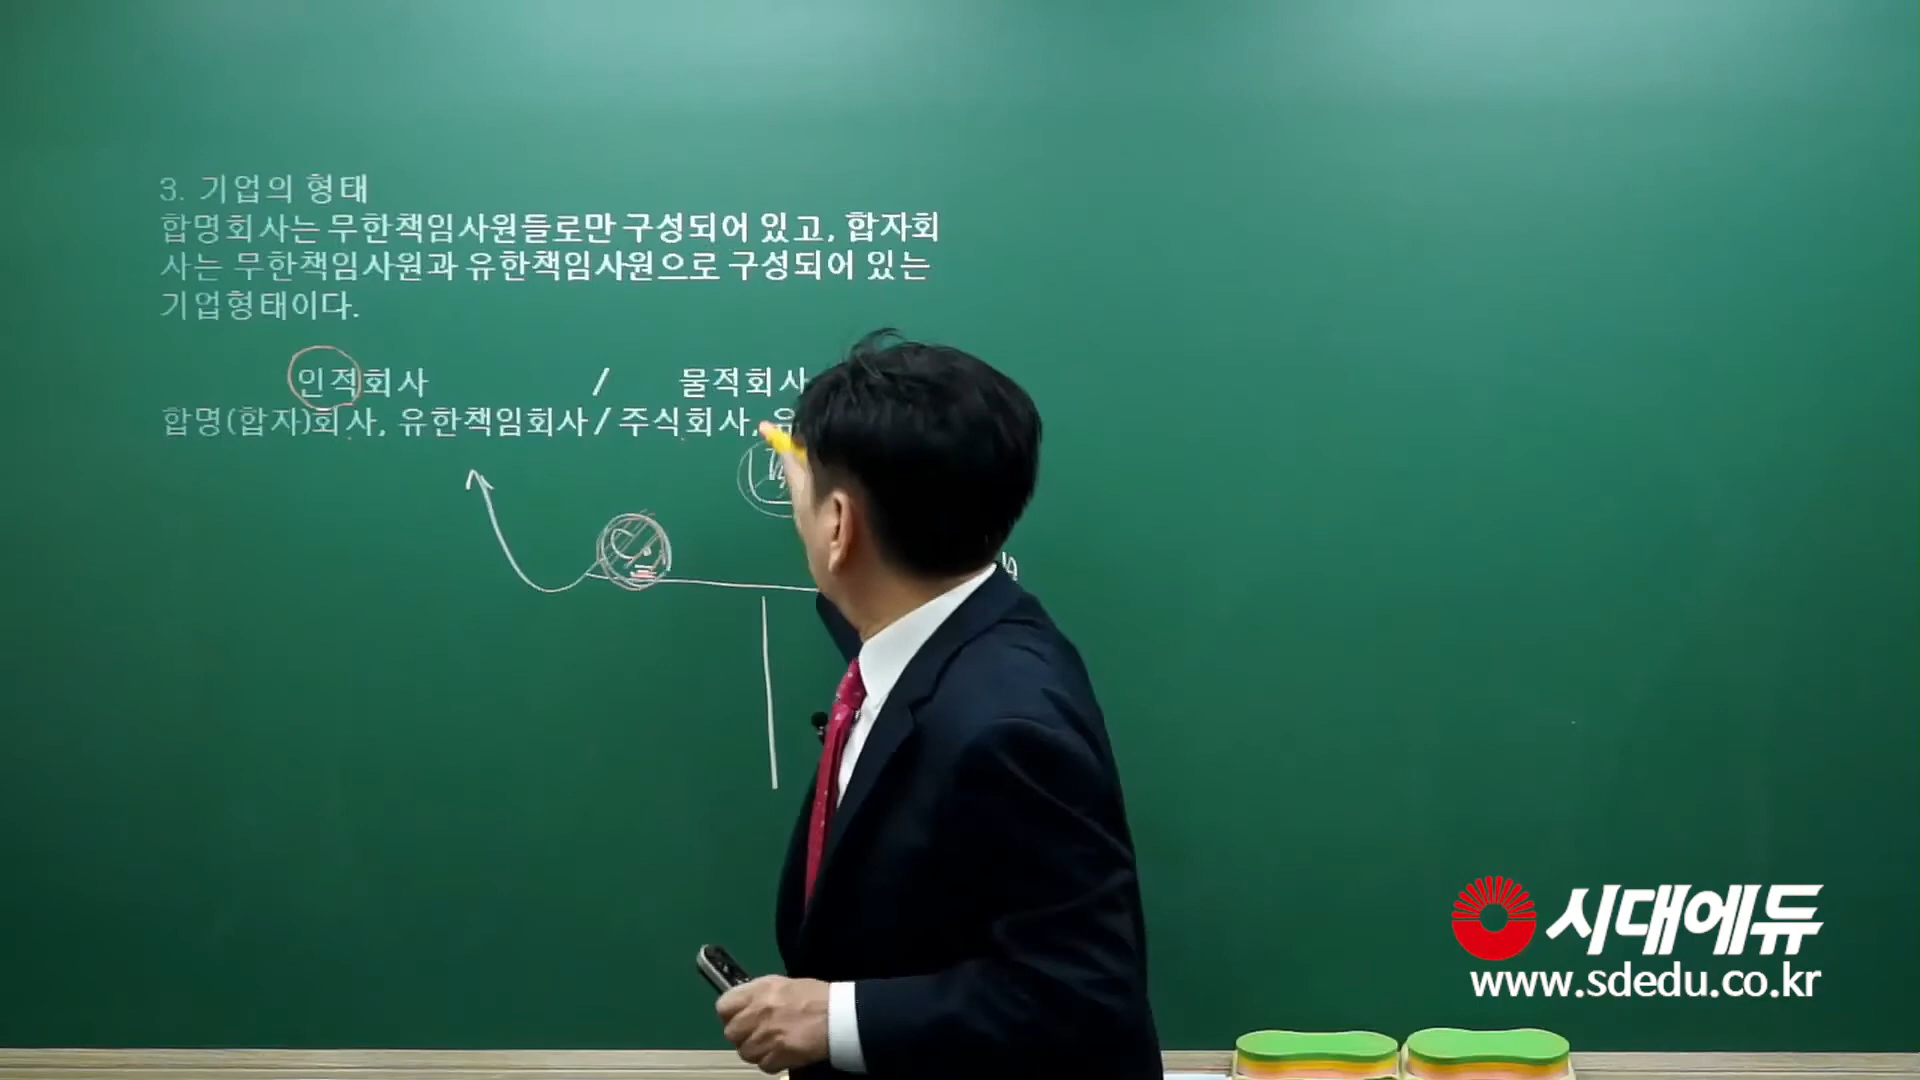 3. 기업의 형태
합명회사는 무한책임사원들로만 구성되어 있고, 합자회
사는 무한책임사원과 유한책임사원으로 구성되어 있는
기업형태이다.
인적회사 / 물적회사
합명(합자)회사, 유한책임회사 / 주식회사, 유
시대에듀
www.sdedu.co.kr